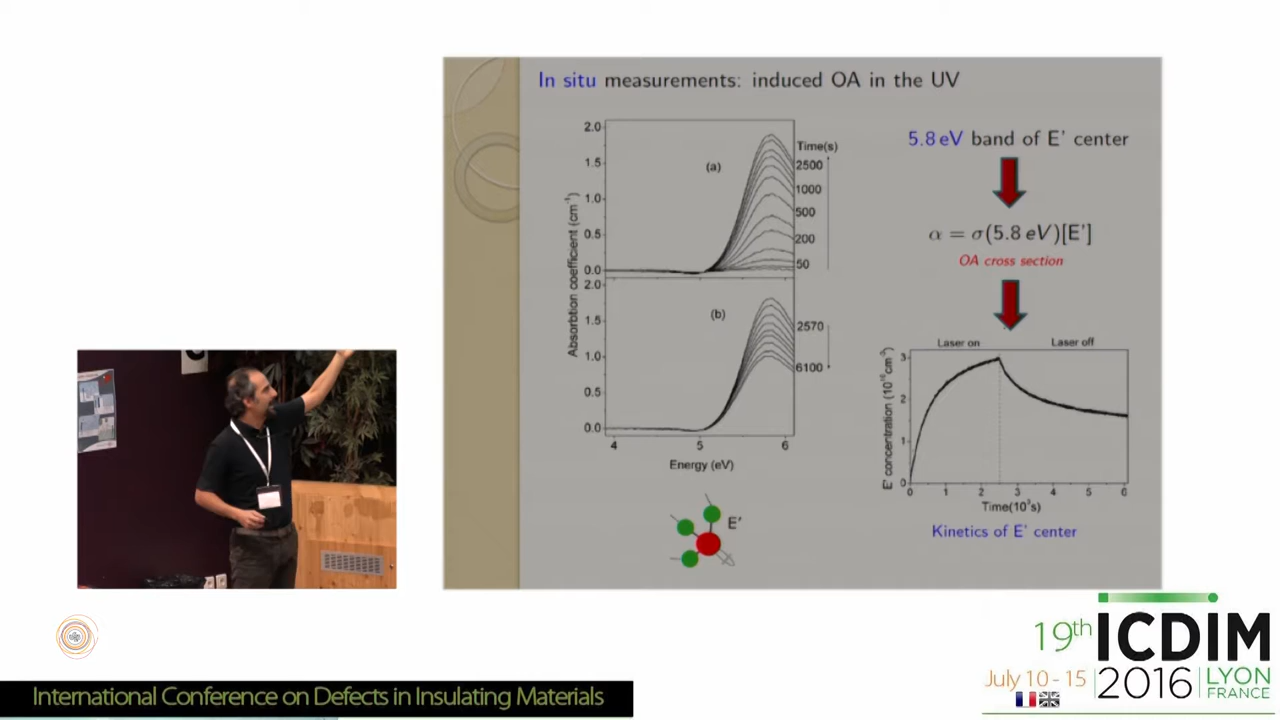 In situ measurements: induced OA in the UV
2.0
1.5
1.0
0.5
0.0
(a)
Time(s)
2500
1000
500
200
50
2.0
1.5
1.0
0.5
0.0
(b)
2570
6100
4
5
6
Absorbtion coefficient (cm⁻¹)
Energy (eV)
E'
5.8 eV band of E' center
α = σ(5.8 eV)[E']
OA cross section
Laser on
Laser off
3
2
1
0
E' concentration (10¹⁶cm⁻³)
0
1
2
3
4
5
6
Time(10³s)
Kinetics of E' center
19th ICDIM
July 10 - 15 2016 LYON
FRANCE
International Conference on Defects in Insulating Materials